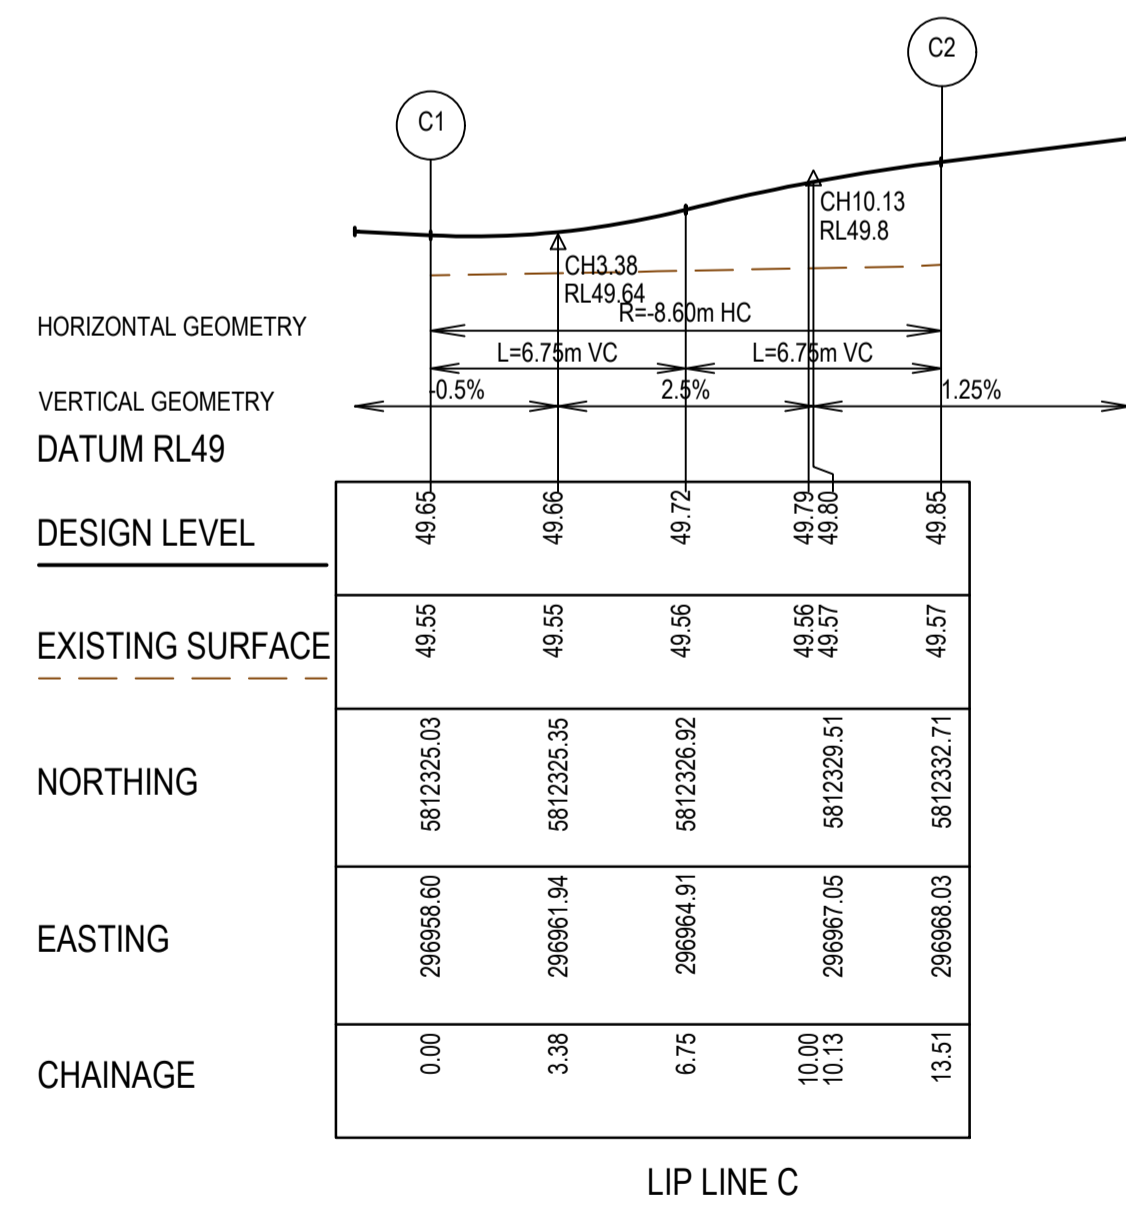 C2
C1
CH10.13
RL49.8
CH3.38
RL49.64
HORIZONTAL GEOMETRY
R=-8.60m HC
L=6.75m VC L=6.75m VC
VERTICAL GEOMETRY
-0.5% 2.5% 1.25%
DATUM RL49
DESIGN LEVEL 49.65 49.66 49.72 49.79 49.80 49.85
EXISTING SURFACE 49.55 49.55 49.56 49.56 49.57 49.57
NORTHING 5812325.03 5812325.35 5812326.92 5812329.51 5812332.71
EASTING 296958.60 296961.94 296964.91 296967.05 296968.03
CHAINAGE 0.00 3.38 6.75 10.00 10.13 13.51
LIP LINE C